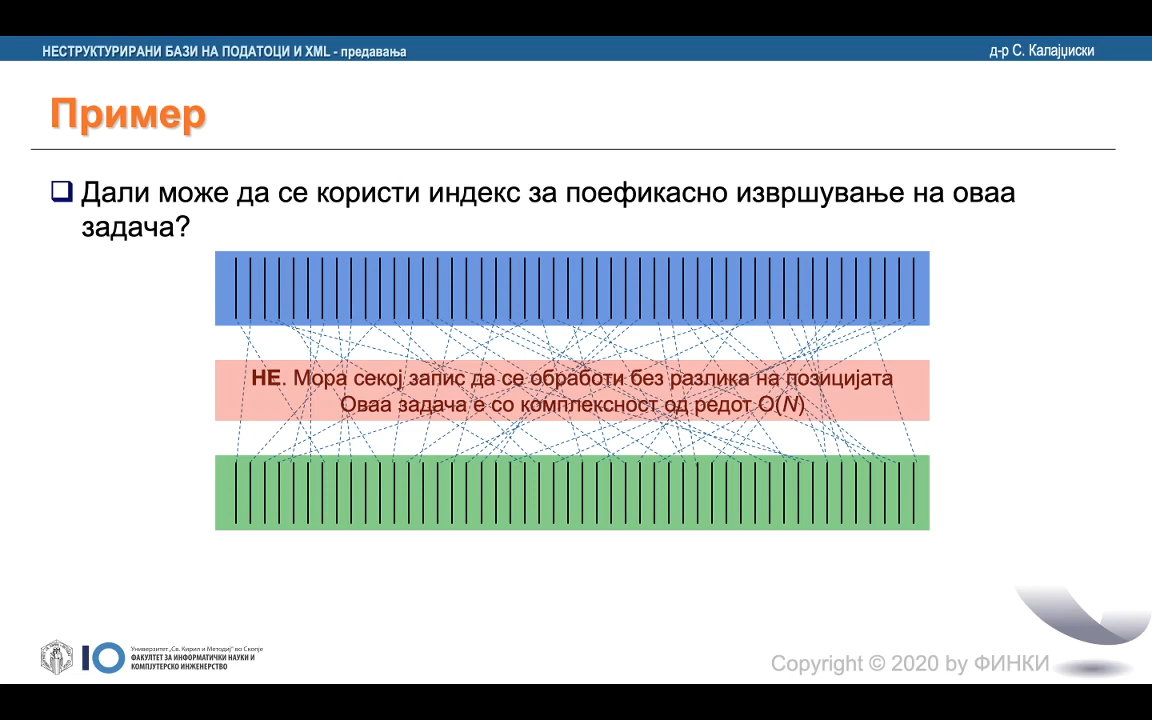 НЕСТРУКТУРИРАНИ БАЗИ НА ПОДАТОЦИ И XML - предавања
д-р С. Калајџиски
Пример
Дали може да се користи индекс за поефикасно извршување на оваа
задача?
НЕ. Мора секој запис да се обработи без разлика на позицијата
Оваа задача е со комплексност од редот O(N)
Универзитет „Св. Кирил и Методиј“ во Скопје
ФАКУЛТЕТ ЗА ИНФОРМАТИЧКИ НАУКИ И
КОМПЈУТЕРСКО ИНЖЕНЕРСТВО
Copyright © 2020 by ФИНКИ